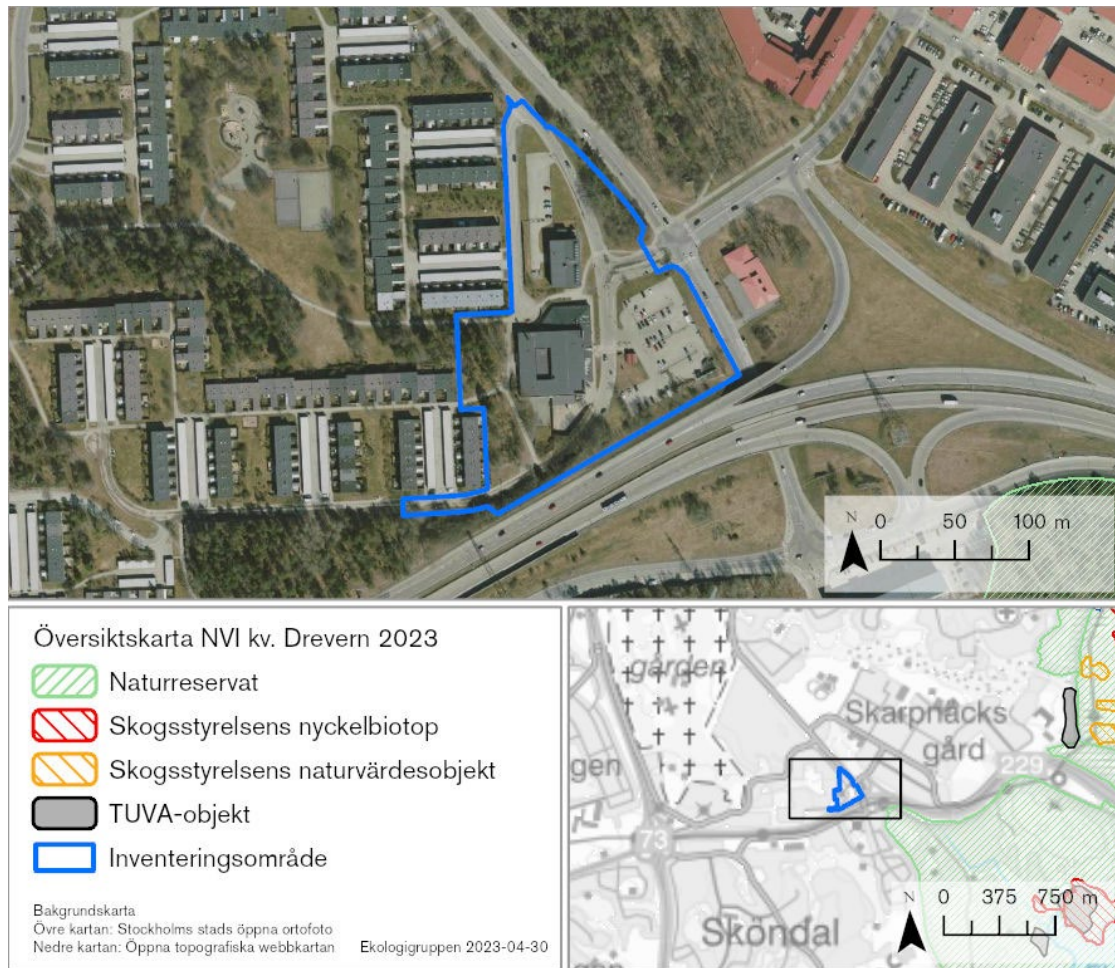 N
0 50 100 m
Översiktskarta NVI kv. Drevern 2023
Naturreservat
Skogsstyrelsens nyckelbiotop
Skogsstyrelsens naturvärdesobjekt
TUVA-objekt
Inventeringsområde
Bakgrundskarta
Övre kartan: Stockholms stads öppna ortofoto
Nedre kartan: Öppna topografiska webbkartan Ekologigruppen 2023-04-30
gården
Skarpnäcks
gård
gen
229
73
Sköndal
N
0 375 750 m